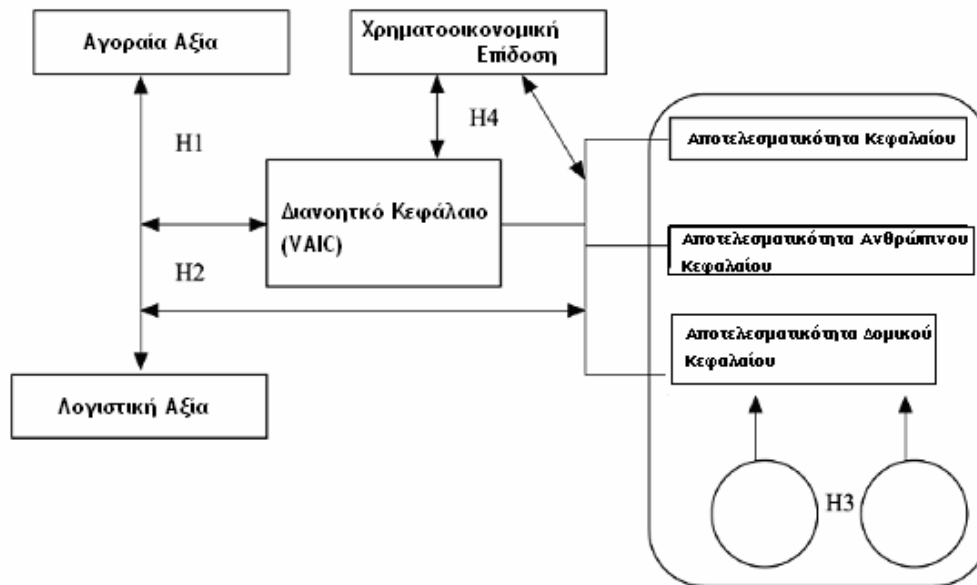 Αγοραία Αξία
Χρηματοοικονομική
Επίδοση
H1
H4
Διανοητκό Κεφάλαιο
(VAIC)
H2
Λογιστική Αξία
Αποτελεσματικότητα Κεφαλαίου
Αποτελεσματικότητα Ανθρώπινου
Κεφαλαίου
Αποτελεσματικότητα Δομικού
Κεφαλαίου
H3